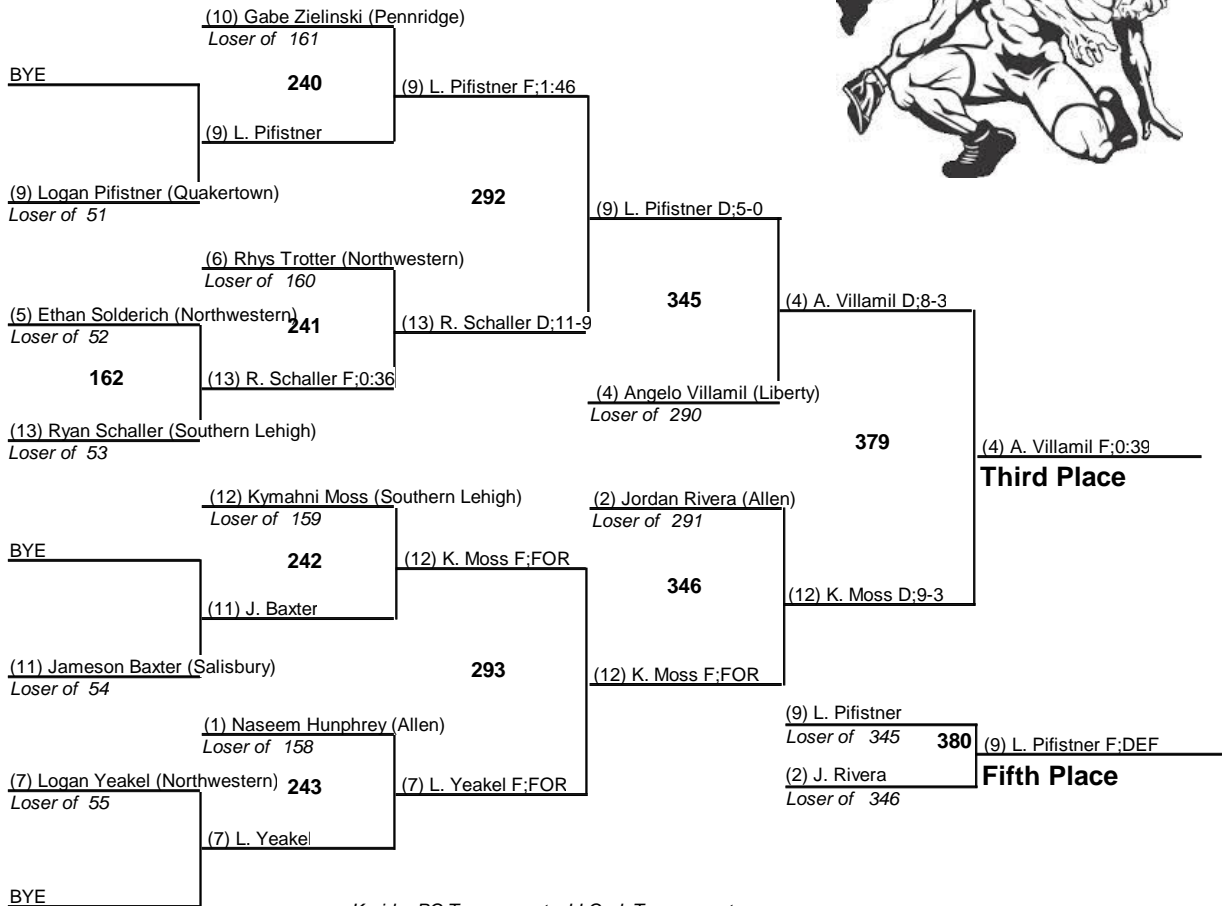 (10) Gabe Zielinski (Pennridge)
Loser of 161
BYE
240
(9) L. Pifistner F;1:46
(9) L. Pifistner
(9) Logan Pifistner (Quakertown)
Loser of 51
292
(9) L. Pifistner D;5-0
(6) Rhys Trotter (Northwestern)
Loser of 160
(5) Ethan Solderich (Northwestern)
Loser of 52
241
(13) R. Schaller D;11-9
345
(4) A. Villamil D;8-3
162
(13) R. Schaller F;0:36
(4) Angelo Villamil (Liberty)
Loser of 290
(13) Ryan Schaller (Southern Lehigh)
Loser of 53
379
(4) A. Villamil F;0:39
Third Place
(12) Kymahni Moss (Southern Lehigh)
Loser of 159
(2) Jordan Rivera (Allen)
Loser of 291
BYE
242
(12) K. Moss F;FOR
346
(12) K. Moss D;9-3
(11) J. Baxter
(11) Jameson Baxter (Salisbury)
Loser of 54
293
(12) K. Moss F;FOR
(1) Naseem Hunphrey (Allen)
Loser of 158
(9) L. Pifistner
Loser of 345
380
(9) L. Pifistner F;DEF
Fifth Place
(7) Logan Yeakel (Northwestern)
Loser of 55
243
(7) L. Yeakel F;FOR
(2) J. Rivera
Loser of 346
(7) L. Yeakel
BYE